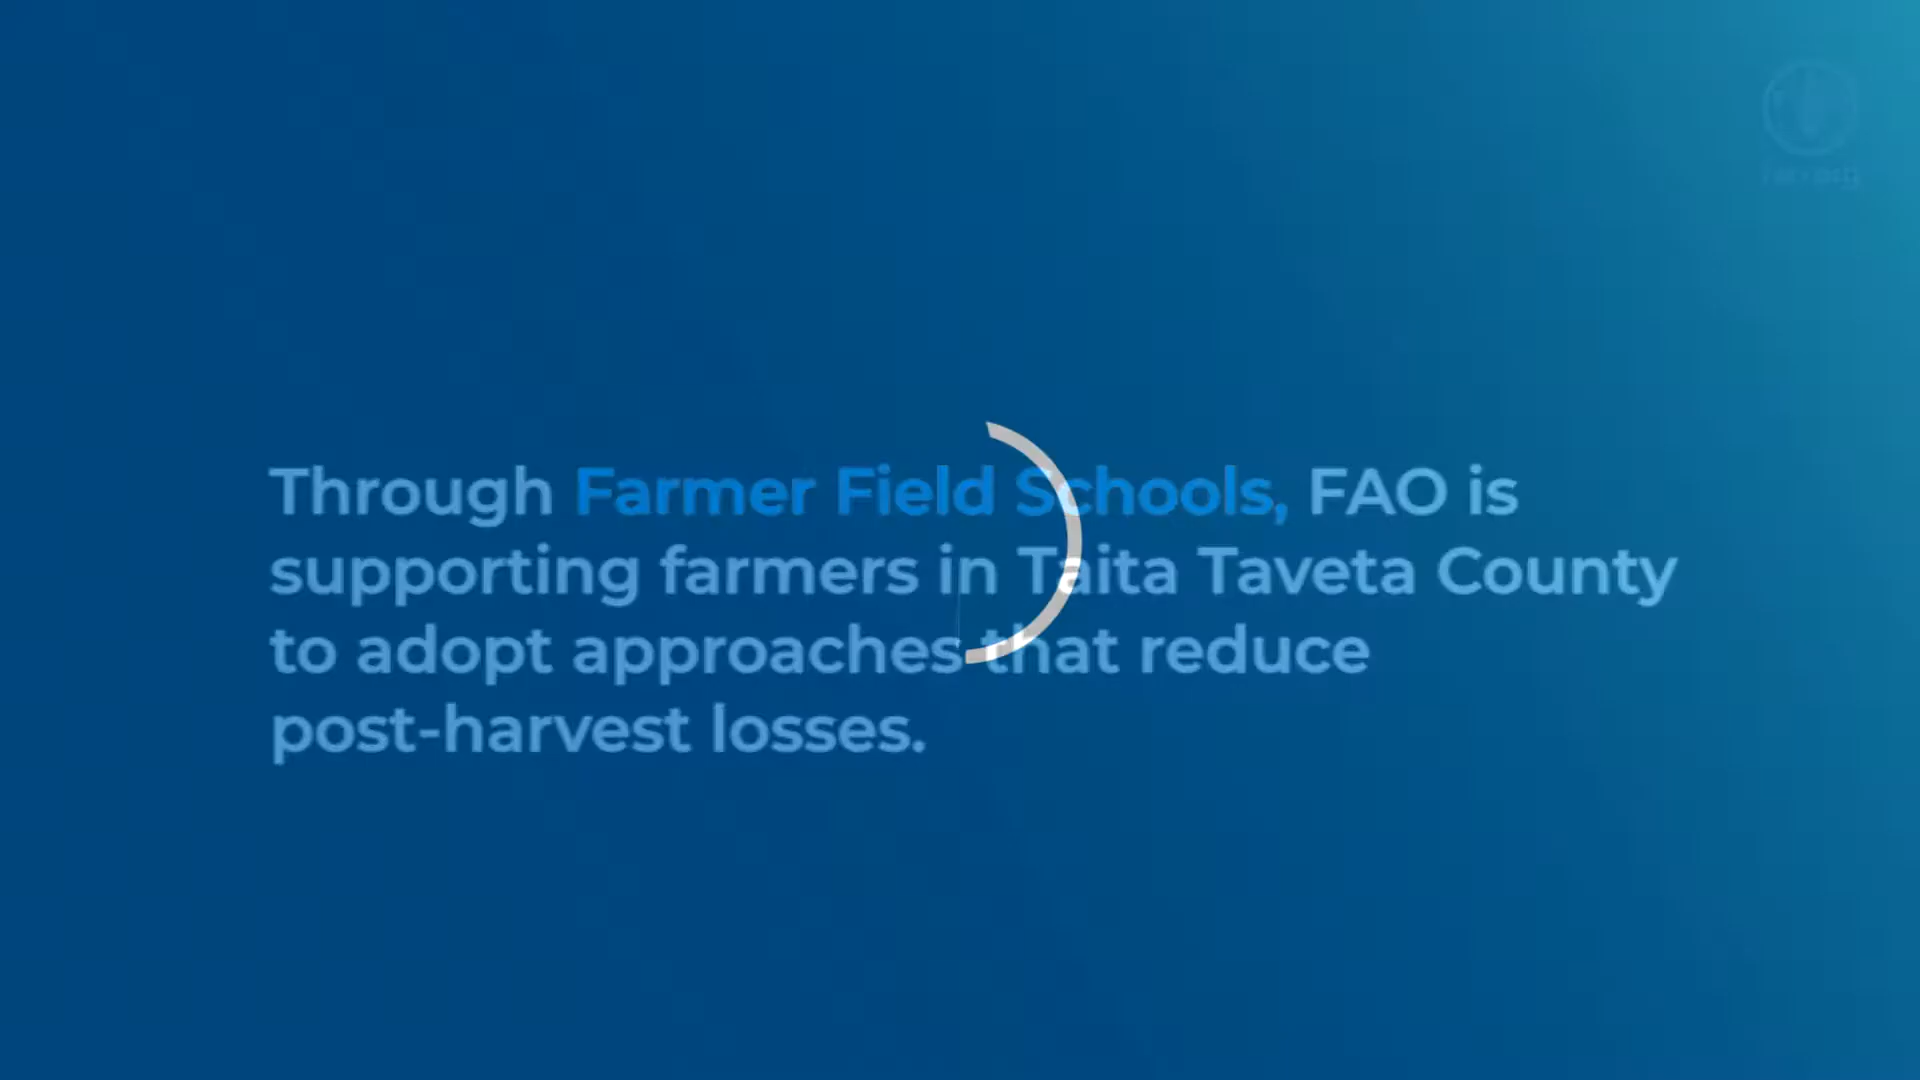 Through Farmer Field Schools, FAO is
supporting farmers in Taita Taveta County
to adopt approaches that reduce
post-harvest losses.